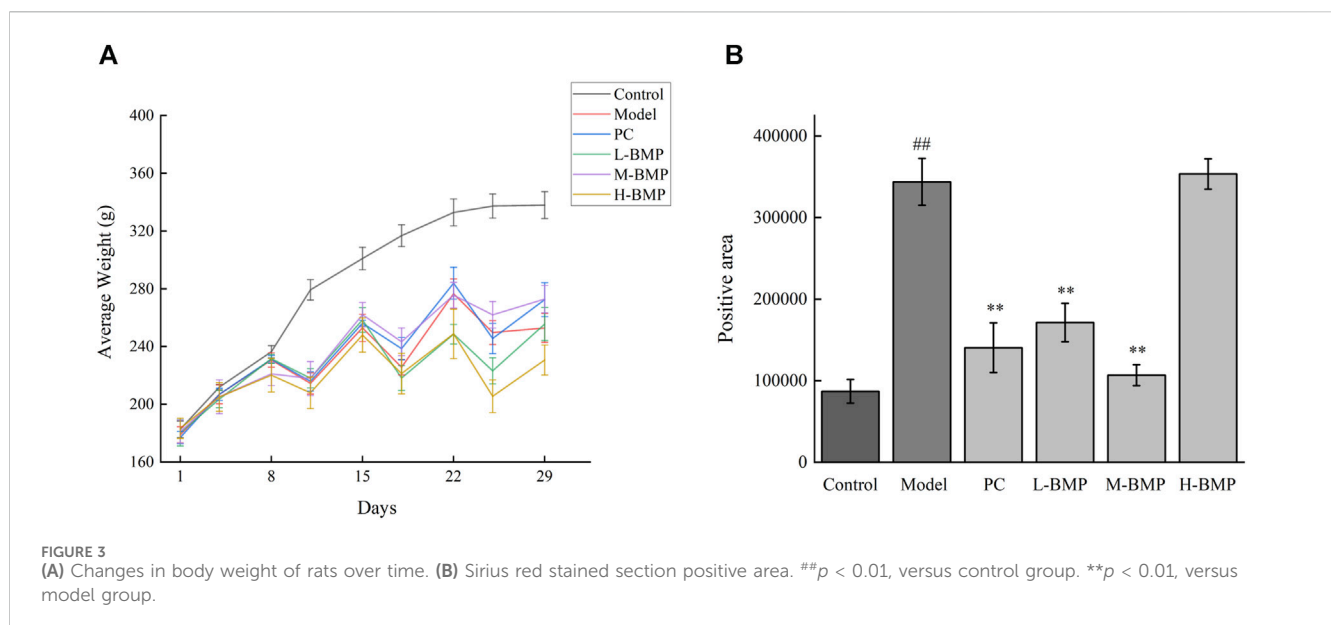 A
Control
Model
PC
L-BMP
M-BMP
H-BMP
400
360
320
280
240
200
160
Average Weight (g)
1 8 15 22 29
Days
B
400000
300000
200000
100000
0
Positive area
##
**
**
**
Control Model PC L-BMP M-BMP H-BMP
FIGURE 3
(A) Changes in body weight of rats over time. (B) Sirius red stained section positive area. ##p < 0.01, versus control group. **p < 0.01, versus
model group.